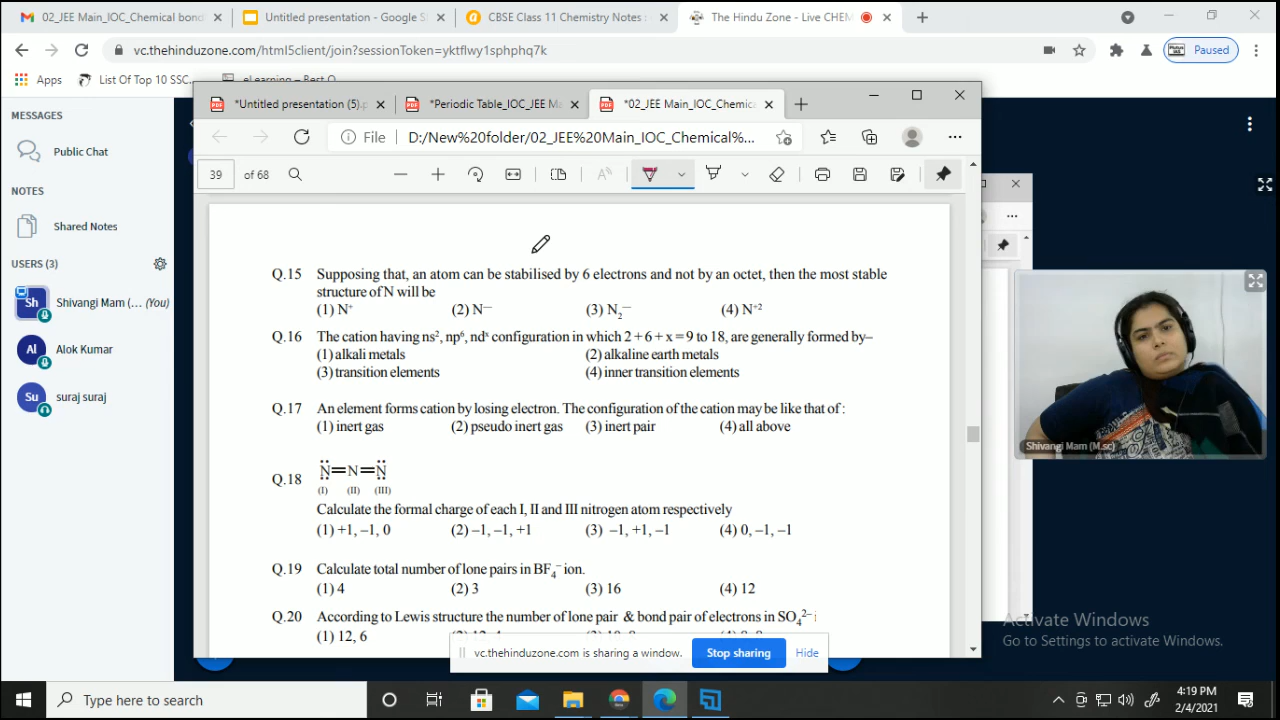 02_JEE Main_IOC_Chemical bond
Untitled presentation - Google S
CBSE Class 11 Chemistry Notes
The Hindu Zone - Live CHEM
vc.thehinduzone.com/html5client/join?sessionToken=yktflwy1sphphq7k
Paused
Apps
List Of Top 10 SSC...
eLearning – Best O
MESSAGES
Public Chat
NOTES
Shared Notes
USERS (3)
Sh
Shivangi Mam (... (You)
Al
Alok Kumar
Su
suraj suraj
*Untitled presentation (5).p
*Periodic Table_IOC_JEE Ma
*02_JEE Main_IOC_Chemica
File
D:/New%20folder/02_JEE%20Main_IOC_Chemical%...
39 of 68
Q.15 Supposing that, an atom can be stabilised by 6 electrons and not by an octet, then the most stable
structure of N will be
(1) N⁺ (2) N⁻ (3) N₂⁻ (4) N⁺²
Q.16 The cation having ns², np⁶, ndˣ configuration in which 2 + 6 + x = 9 to 18, are generally formed by–
(1) alkali metals (2) alkaline earth metals
(3) transition elements (4) inner transition elements
Q.17 An element forms cation by losing electron. The configuration of the cation may be like that of :
(1) inert gas (2) pseudo inert gas (3) inert pair (4) all above
Q.18 N=N=N
(I) (II) (III)
Calculate the formal charge of each I, II and III nitrogen atom respectively
(1) +1, –1, 0 (2) –1, –1, +1 (3) –1, +1, –1 (4) 0, –1, –1
Q.19 Calculate total number of lone pairs in BF₄⁻ ion.
(1) 4 (2) 3 (3) 16 (4) 12
Q.20 According to Lewis structure the number of lone pair & bond pair of electrons in SO₄²⁻ i
(1) 12, 6
vc.thehinduzone.com is sharing a window.
Stop sharing
Hide
Shivangi Mam (M.sc)
Activate Windows
Go to Settings to activate Windows.
Type here to search
4:19 PM
2/4/2021